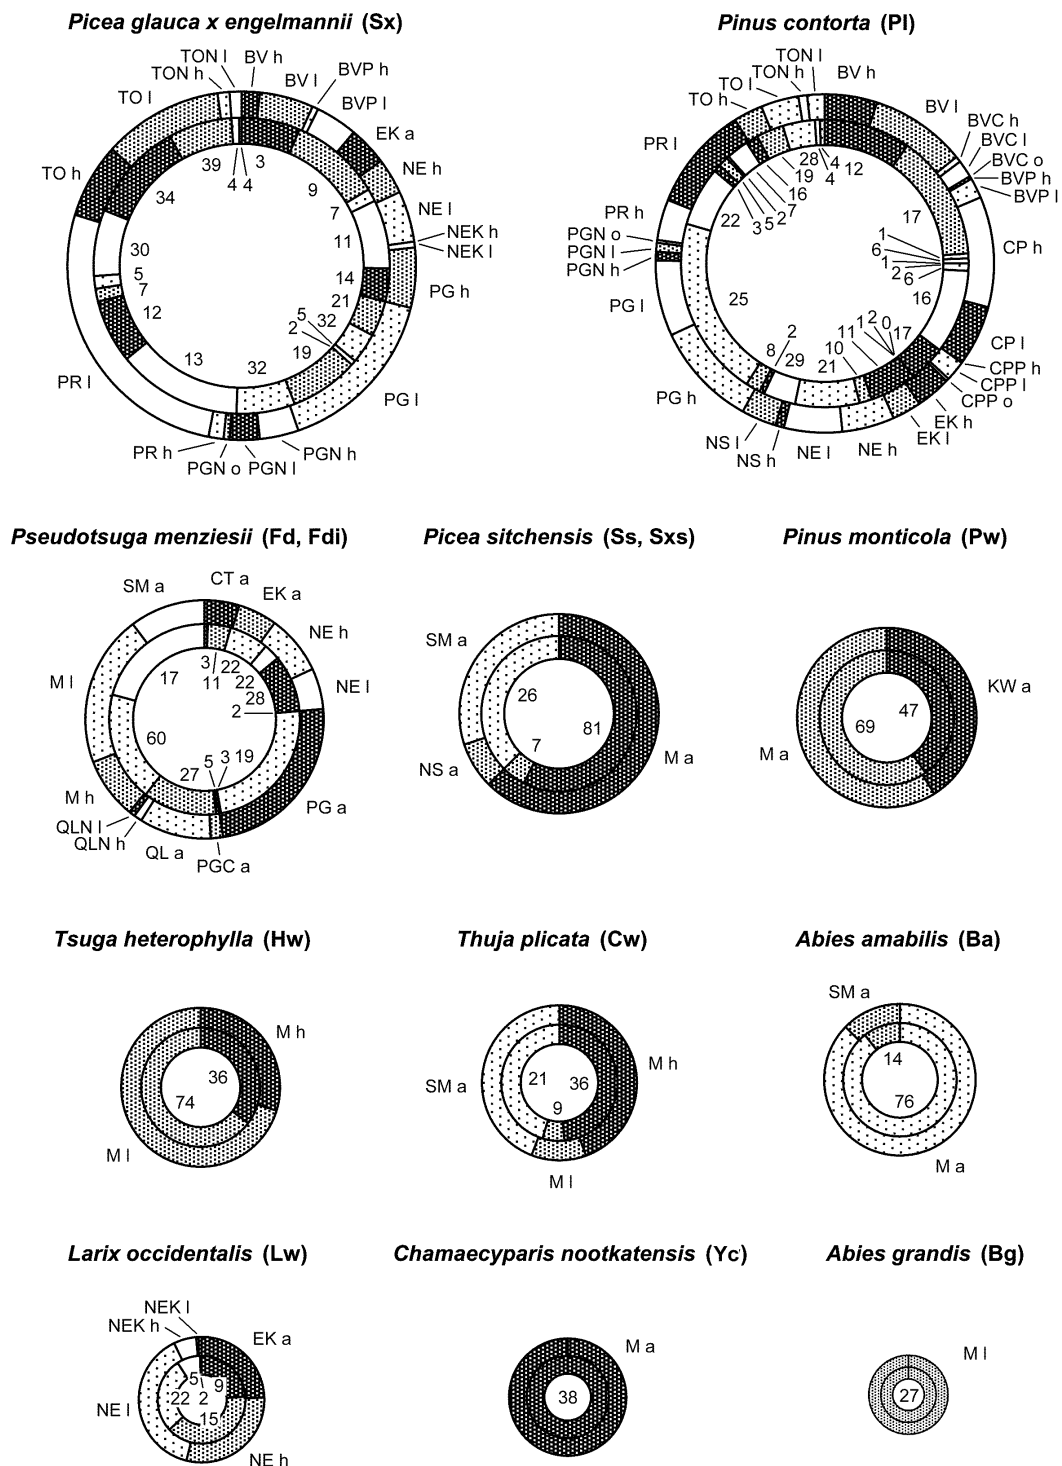 Picea glauca x engelmannii (Sx)
TON l
TON h
BV h
BV l
BVP h
BVP l
EK a
NE h
NE l
NEK h
NEK l
PG h
PG l
PGN h
PGN l
PGN o
PR h
PR l
TO h
TO l
3
9
7
11
14
21
32
5
2
19
32
13
12
7
5
30
34
39
4
4
Pinus contorta (Pl)
TON l
TON h
TO l
TO h
BV h
BV l
BVC h
BVC l
BVC o
BVP h
BVP l
CP h
CP l
CPP h
CPP l
CPP o
EK h
EK l
NE h
NE l
NS h
NS l
PG h
PG l
PGN h
PGN l
PGN o
PR h
PR l
12
17
1
6
1
2
6
16
17
0
2
1
11
10
21
29
2
8
25
22
3
5
2
7
16
19
28
4
4
Pseudotsuga menziesii (Fd, Fdi)
SM a
CT a
EK a
NE h
NE l
PG a
PGC a
QL a
QLN h
QLN l
M h
M l
3
11
22
22
28
2
19
3
5
27
60
17
Picea sitchensis (Ss, Sxs)
SM a
NS a
M a
26
7
81
Pinus monticola (Pw)
KW a
M a
47
69
Tsuga heterophylla (Hw)
M h
M l
36
74
Thuja plicata (Cw)
M h
SM a
M l
21
36
9
Abies amabilis (Ba)
SM a
M a
14
76
Larix occidentalis (Lw)
NEK l
NEK h
EK a
NE l
NE h
5
9
22
2
15
Chamaecyparis nootkatensis (Yc)
M a
38
Abies grandis (Bg)
M l
27